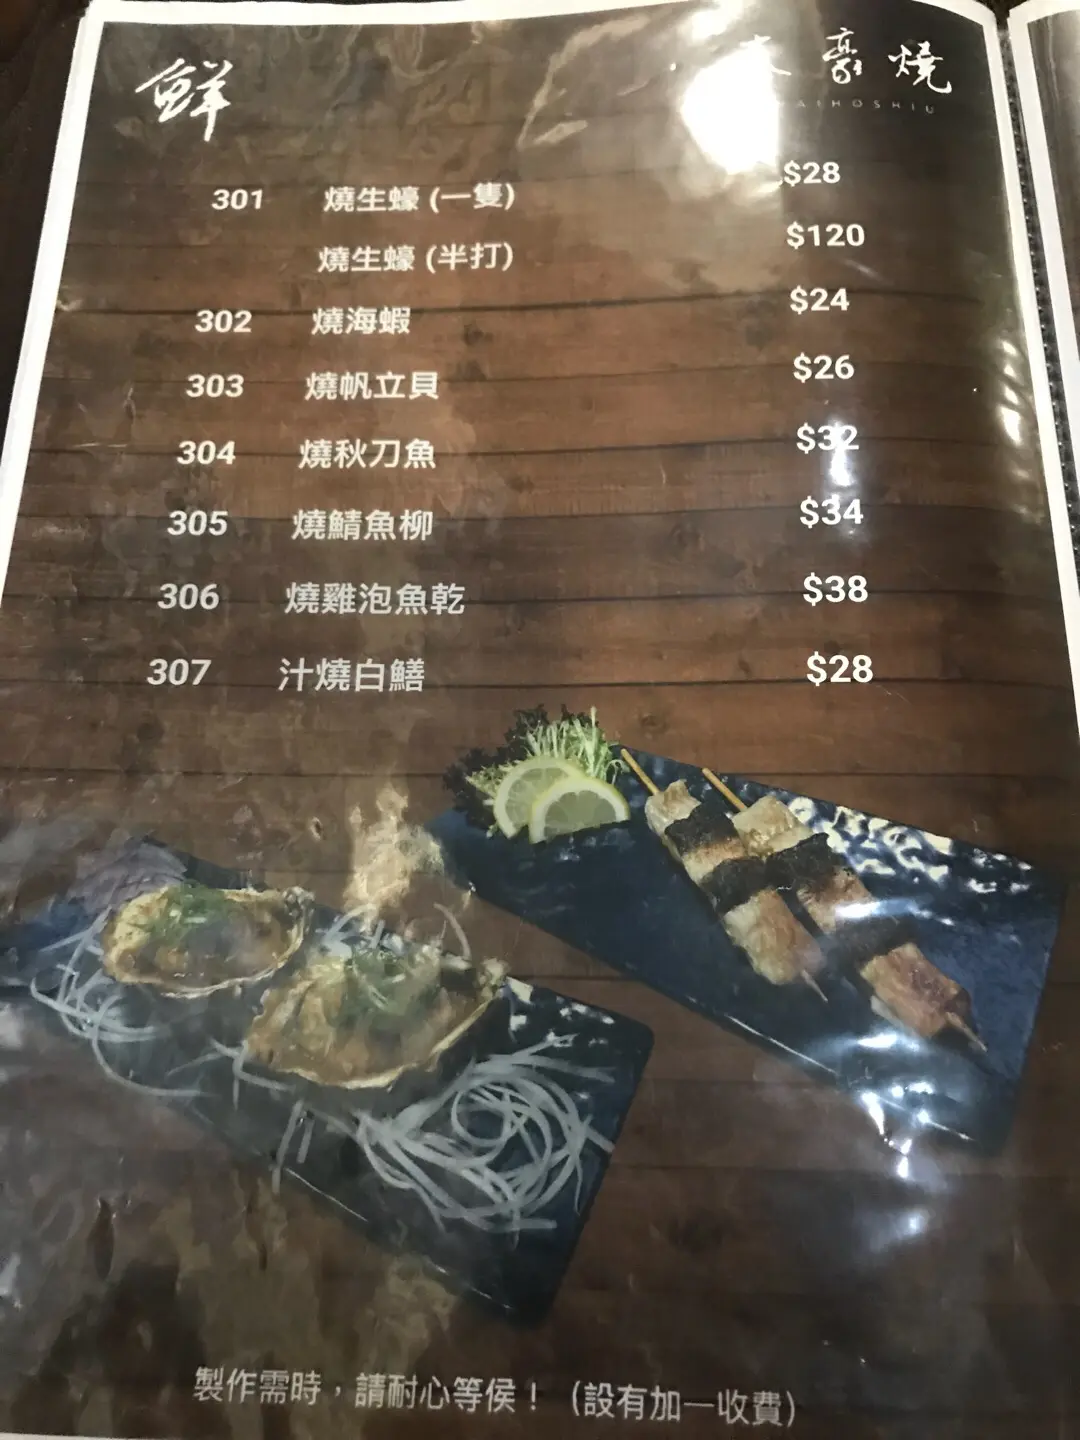 鮮
豪燒
AIHOSHIU
301 燒生蠔 (一隻) $28
燒生蠔 (半打) $120
302 燒海蝦 $24
303 燒帆立貝 $26
304 燒秋刀魚 $32
305 燒鯖魚柳 $34
306 燒雞泡魚乾 $38
307 汁燒白鱔 $28
製作需時，請耐心等侯！（設有加一收費）